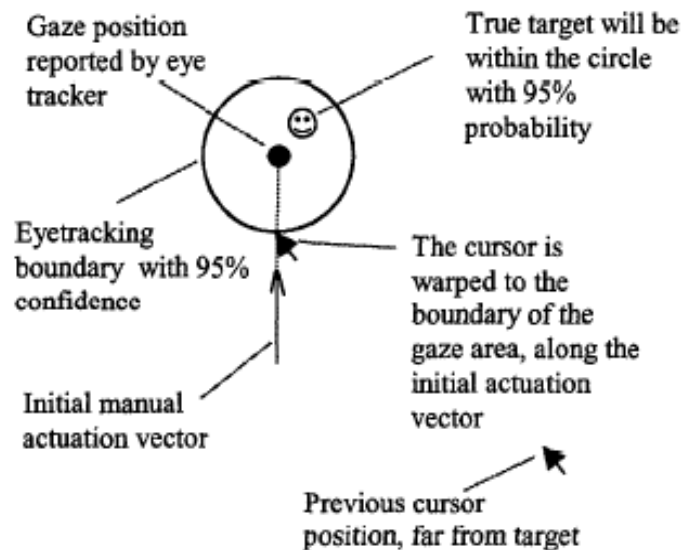 Gaze position
reported by eye
tracker
True target will be
within the circle
with 95%
probability
Eyetracking
boundary with 95%
confidence
The cursor is
warped to the
boundary of the
gaze area, along the
initial actuation
vector
Initial manual
actuation vector
Previous cursor
position, far from target